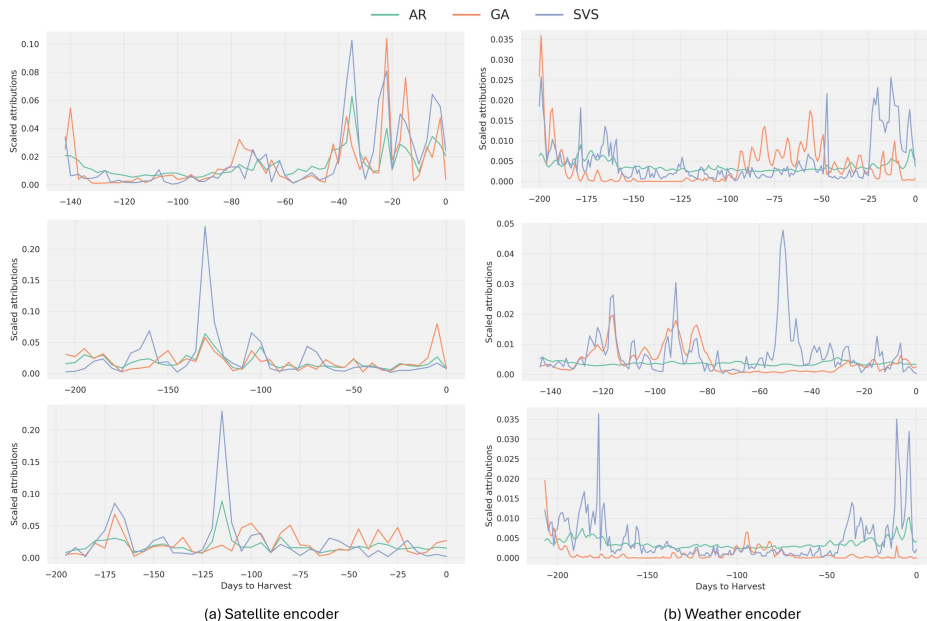 AR GA SVS
Scaled attributions
0.10
0.08
0.06
0.04
0.02
0.00
−140 −120 −100 −80 −60 −40 −20 0
Scaled attributions
0.035
0.030
0.025
0.020
0.015
0.010
0.005
0.000
−200 −175 −150 −125 −100 −75 −50 −25 0
Scaled attributions
0.20
0.15
0.10
0.05
0.00
−200 −150 −100 −50 0
Scaled attributions
0.05
0.04
0.03
0.02
0.01
0.00
−140 −120 −100 −80 −60 −40 −20 0
Scaled attributions
0.20
0.15
0.10
0.05
0.00
−200 −175 −150 −125 −100 −75 −50 −25 0
Days to Harvest
Scaled attributions
0.035
0.030
0.025
0.020
0.015
0.010
0.005
0.000
−200 −150 −100 −50 0
Days to Harvest
(a) Satellite encoder
(b) Weather encoder